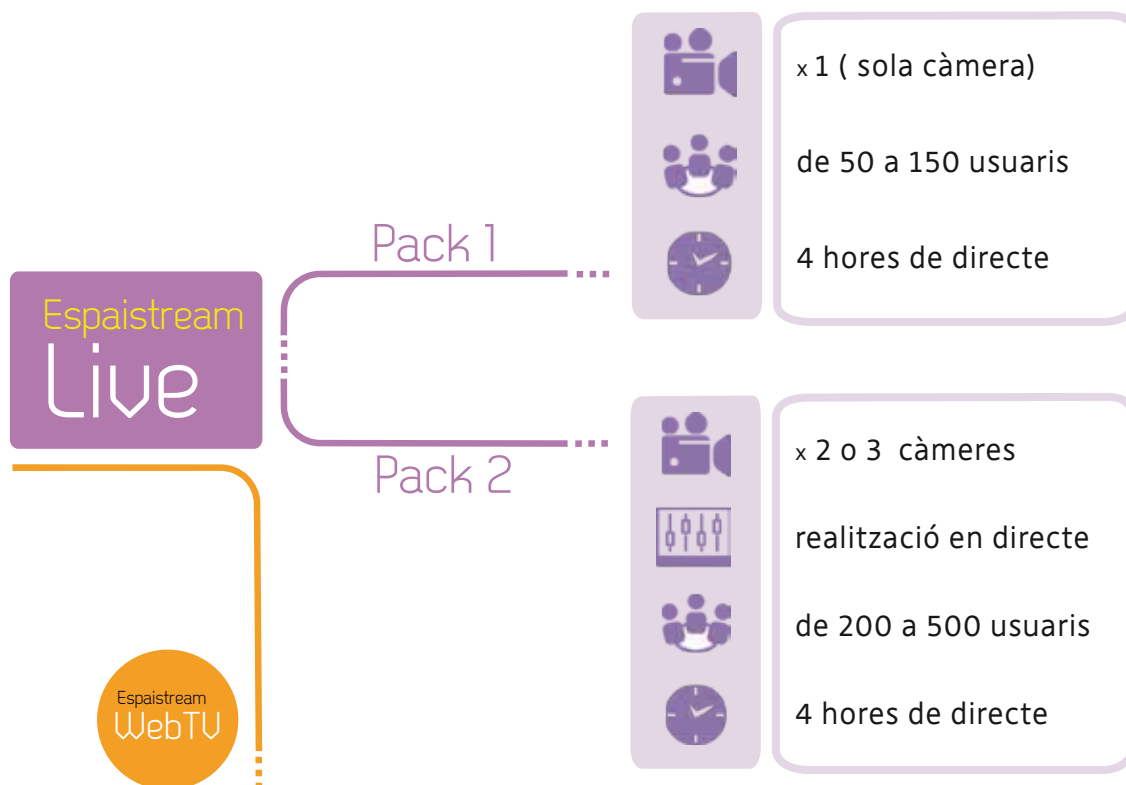 Espaistream
Live
Pack 1
x 1 ( sola càmera)
de 50 a 150 usuaris
4 hores de directe
Pack 2
x 2 o 3 càmeres
realització en directe
de 200 a 500 usuaris
4 hores de directe
Espaistream
WebTV